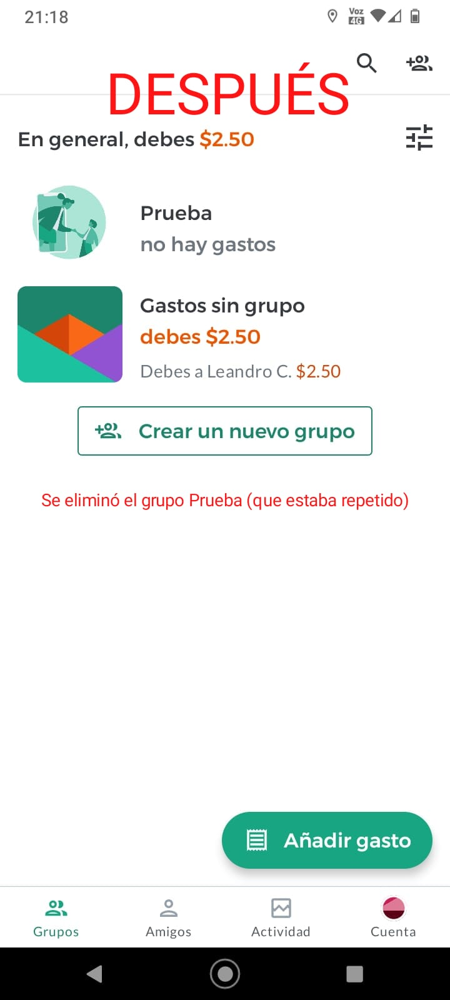 21:18
Voz
4G
DESPUÉS
En general, debes $2.50
Prueba
no hay gastos
Gastos sin grupo
debes $2.50
Debes a Leandro C. $2.50
Crear un nuevo grupo
Se eliminó el grupo Prueba (que estaba repetido)
Añadir gasto
Grupos
Amigos
Actividad
Cuenta